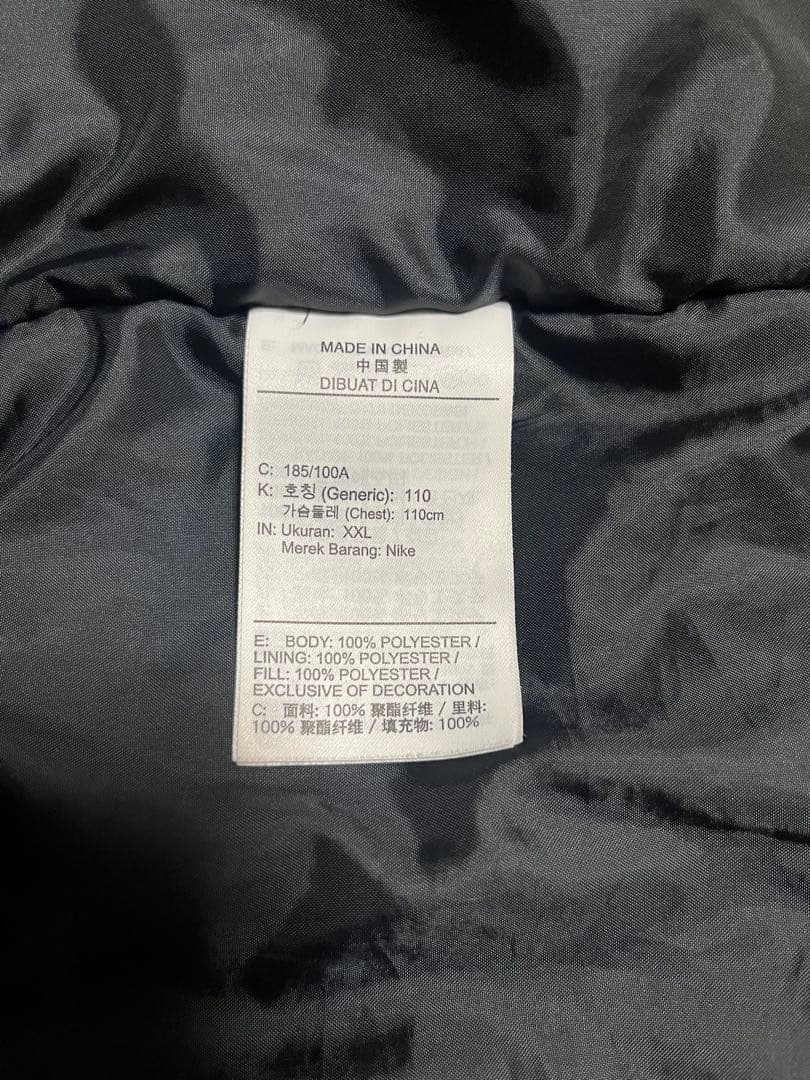 MADE IN CHINA
中国製
DIBUAT DI CINA
C: 185/100A
K: 호칭 (Generic): 110
가슴둘레 (Chest): 110cm
IN: Ukuran: XXL
Merek Barang: Nike
E: BODY: 100% POLYESTER /
LINING: 100% POLYESTER /
FILL: 100% POLYESTER /
EXCLUSIVE OF DECORATION
C: 面料: 100% 聚酯纤维 / 里料:
100% 聚酯纤维 / 填充物: 100%